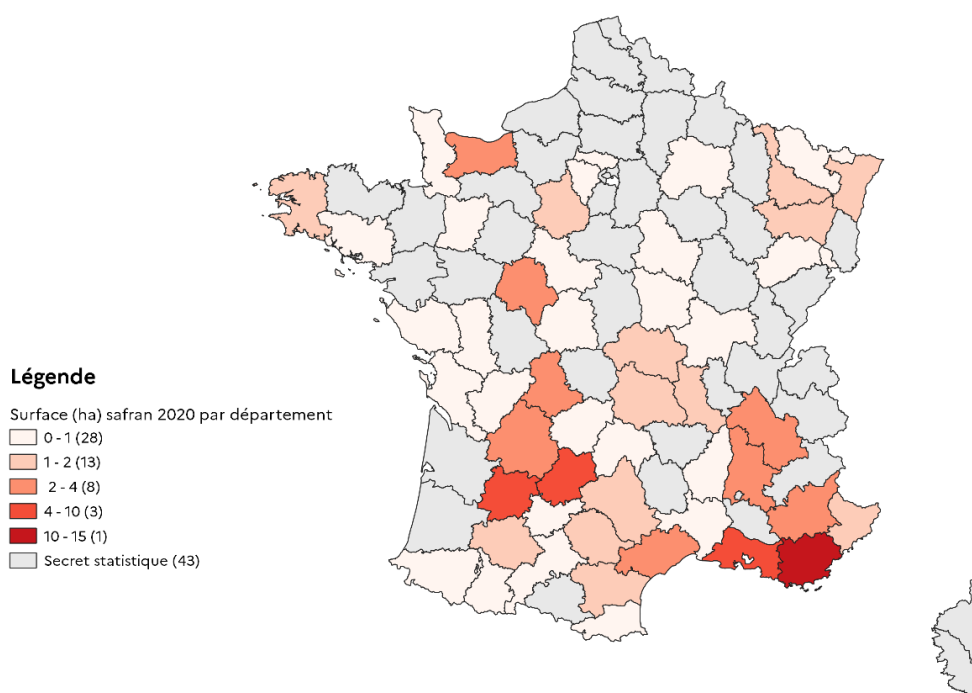 Légende
Surface (ha) safran 2020 par département
0 - 1 (28)
1 - 2 (13)
2 - 4 (8)
4 - 10 (3)
10 - 15 (1)
Secret statistique (43)